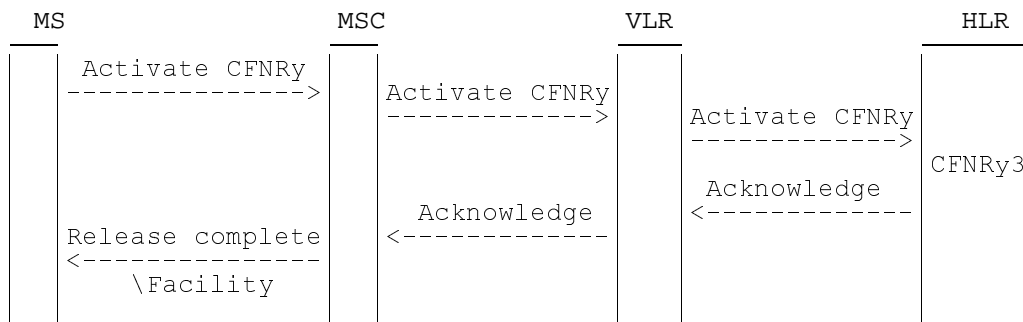 MS MSC VLR HLR
Activate CFNRy
--------------->
Activate CFNRy
------------->
Activate CFNRy
------------->
CFNRy3
Acknowledge
<-------------
Acknowledge
<-------------
Release complete
<---------------
\Facility